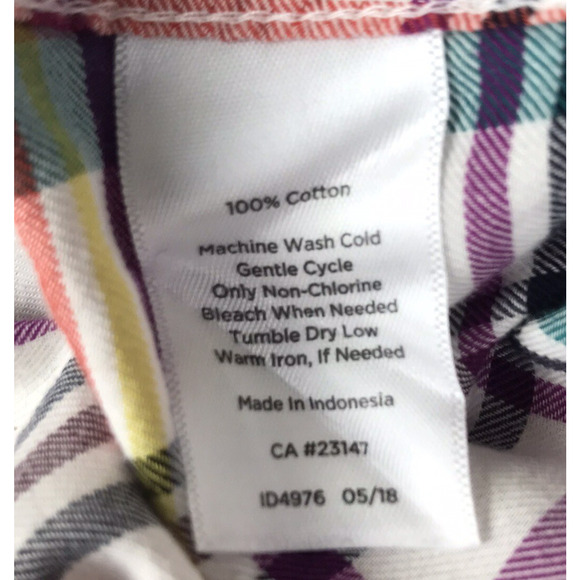 100% Cotton
Machine Wash Cold
Gentle Cycle
Only Non-Chlorine
Bleach When Needed
Tumble Dry Low
Warm Iron, If Needed
Made In Indonesia
CA #23147
ID4976 05/18